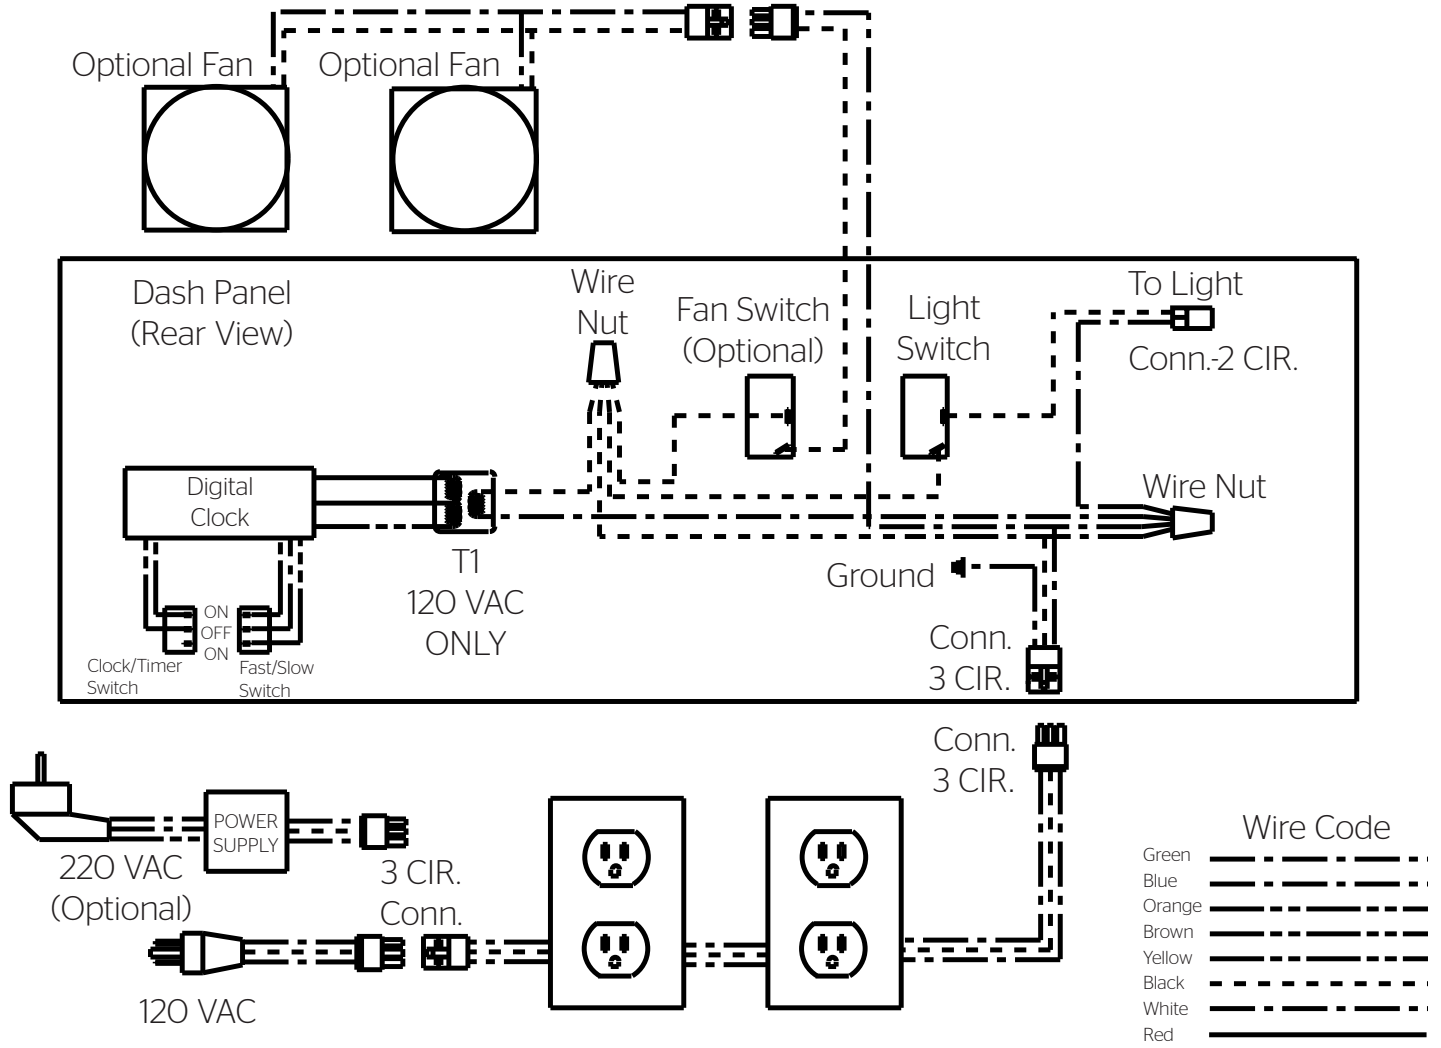 Optional Fan
Optional Fan
Dash Panel
(Rear View)
Wire
Nut
Fan Switch
(Optional)
Light
Switch
To Light
Conn.-2 CIR.
Digital
Clock
Wire Nut
T1
120 VAC
ONLY
Ground
ON
OFF
ON
Clock/Timer
Switch
Fast/Slow
Switch
Conn.
3 CIR.
Conn.
3 CIR.
POWER
SUPPLY
220 VAC
(Optional)
3 CIR.
Conn.
120 VAC
Wire Code
Green
Blue
Orange
Brown
Yellow
Black
White
Red